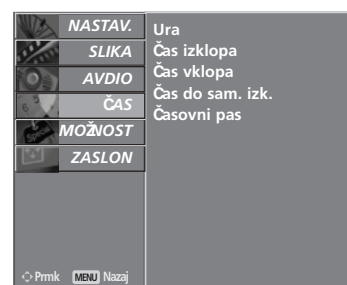 NASTAV.
SLIKA
AVDIO
ČAS
MOŽNOST
ZASLON
Ura
Čas izklopa
Čas vklopa
Čas do sam. izk.
Časovni pas
Prmk MENU Nazaj